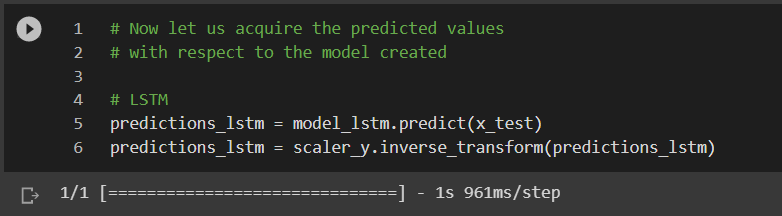 1 # Now let us acquire the predicted values
2 # with respect to the model created
3
4 # LSTM
5 predictions_lstm = model_lstm.predict(x_test)
6 predictions_lstm = scaler_y.inverse_transform(predictions_lstm)
1/1 [==============================] - 1s 961ms/step